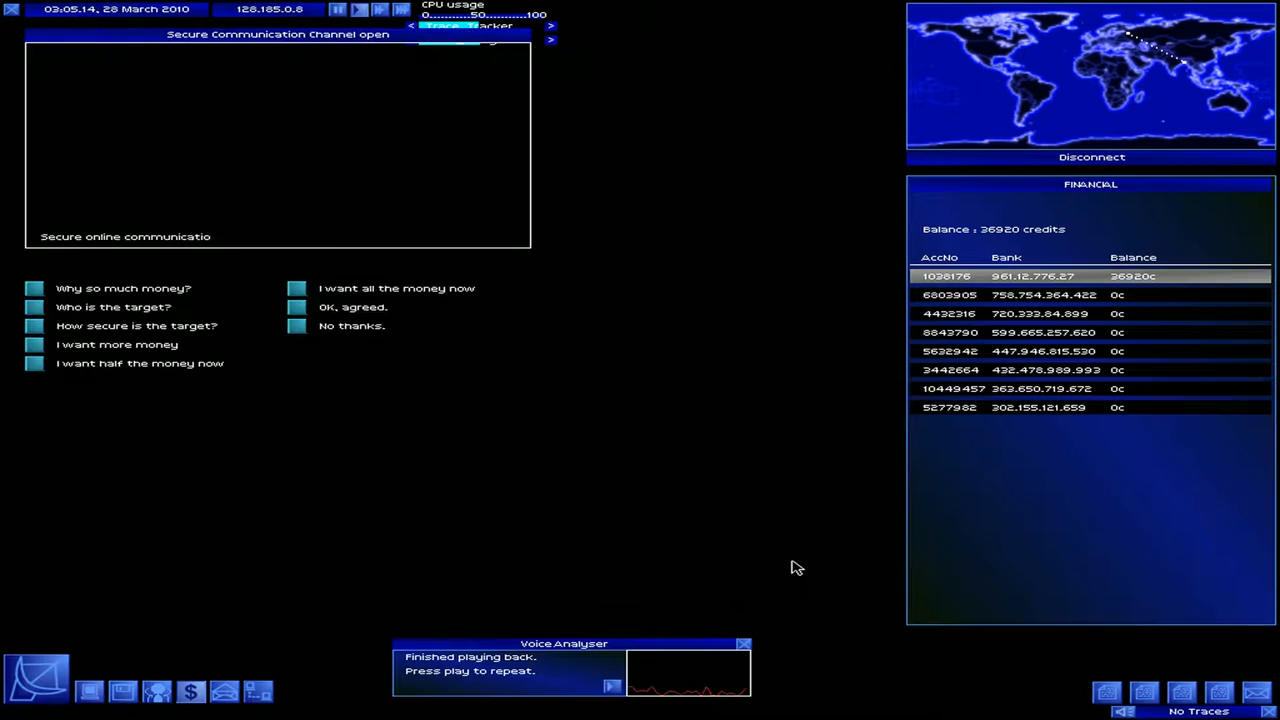 03:05.14, 28 March 2010
128.185.0.8
CPU usage
0.........50.........100
< Trace_Tracker >
>
Secure Communication Channel open
Secure online communicatio
Why so much money?
Who is the target?
How secure is the target?
I want more money
I want half the money now
I want all the money now
OK, agreed.
No thanks.
Disconnect
FINANCIAL
Balance : 36920 credits
AccNo Bank Balance
1038176 961.12.776.27 36920c
6803905 758.754.364.422 0c
4432316 720.333.84.899 0c
8843790 599.665.257.620 0c
5632942 447.946.815.530 0c
3442664 432.478.989.993 0c
10449457 363.650.719.672 0c
5277982 302.155.121.659 0c
Voice Analyser
Finished playing back.
Press play to repeat.
$
No Traces